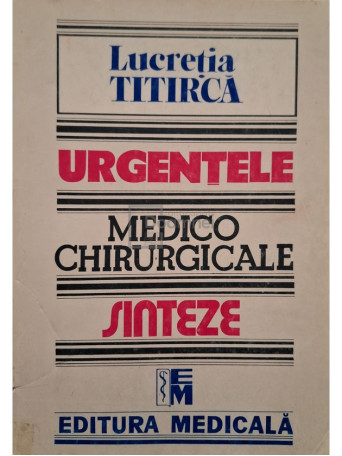 Lucreția
TITIRCĂ
URGENȚELE
MEDICO
CHIRURGICALE
SINTEZE
EM
EDITURA MEDICALĂ